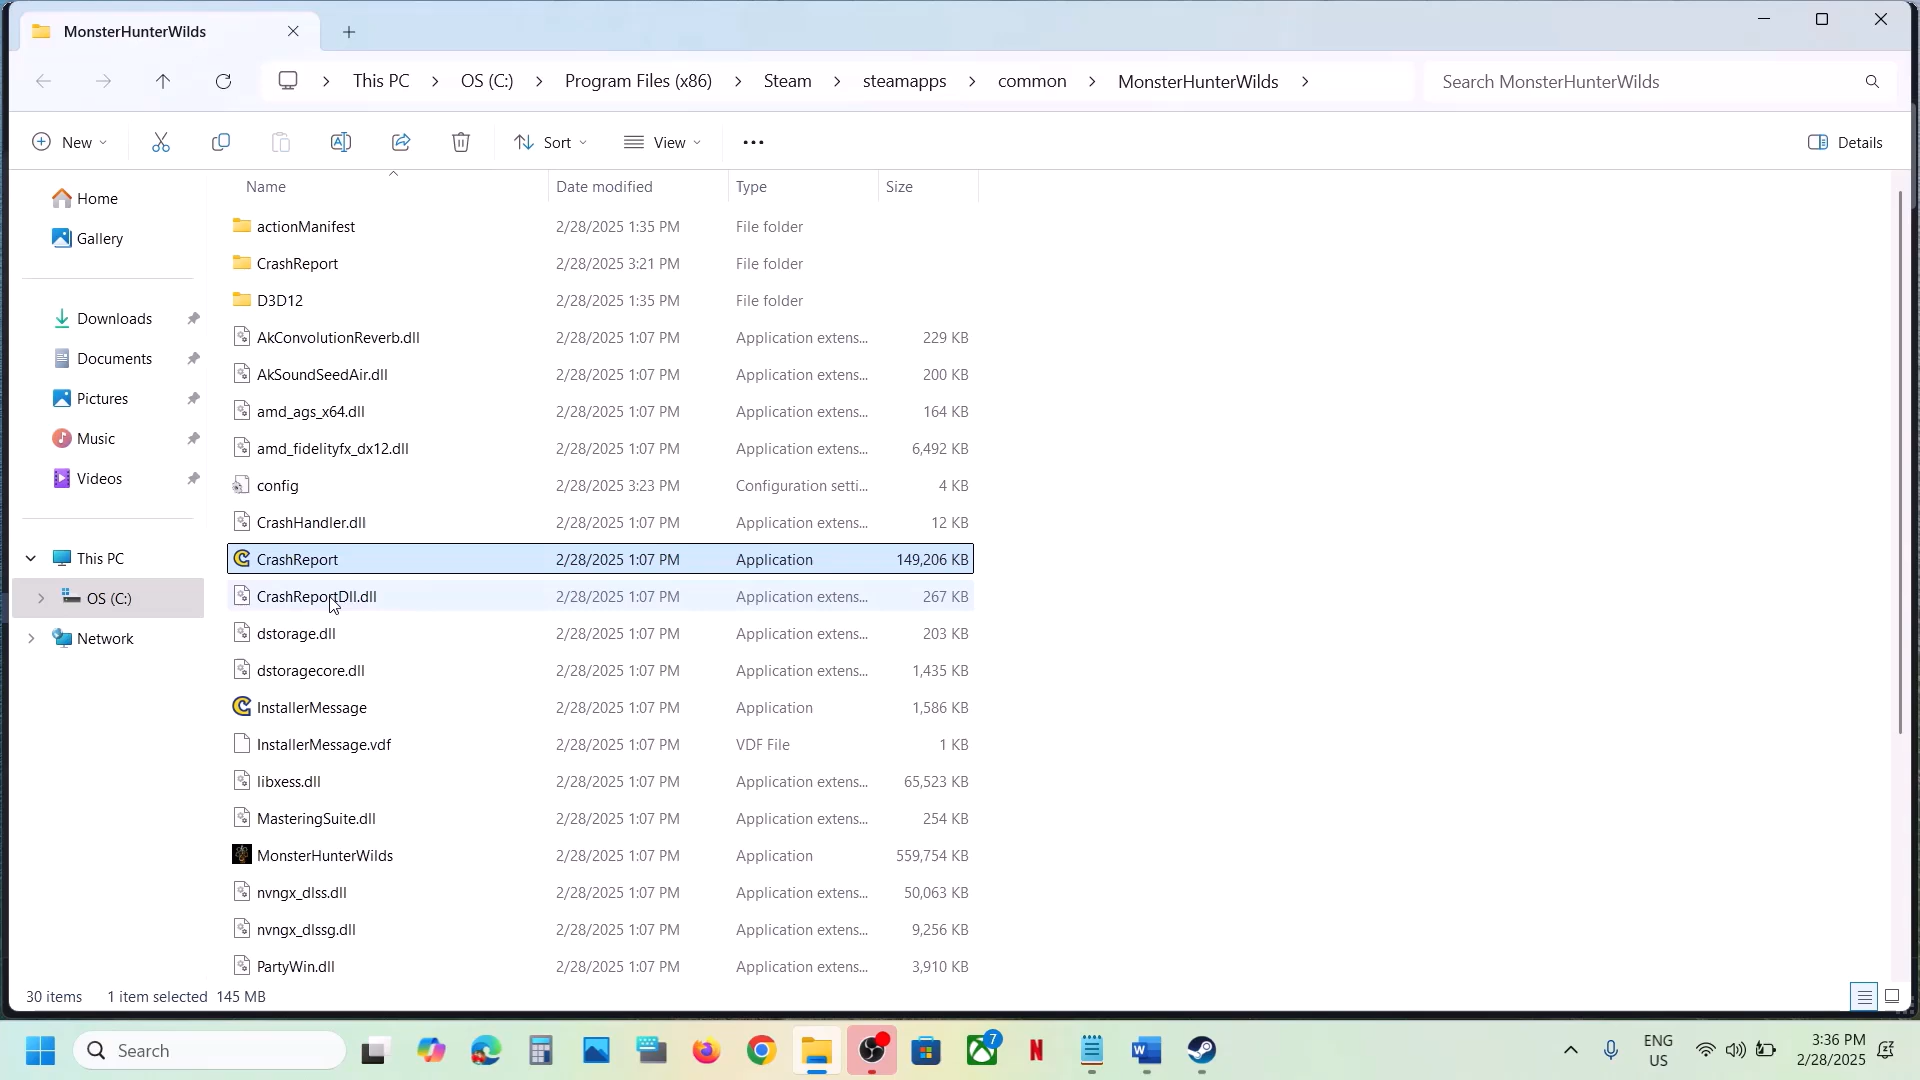 MonsterHunterWilds
This PC > OS (C:) > Program Files (x86) > Steam > steamapps > common > MonsterHunterWilds >
Search MonsterHunterWilds
New
Sort
View
Details
Name Date modified Type Size
Home
Gallery
Downloads
Documents
Pictures
Music
Videos
This PC
OS (C:)
Network
actionManifest 2/28/2025 1:35 PM File folder
CrashReport 2/28/2025 3:21 PM File folder
D3D12 2/28/2025 1:35 PM File folder
AkConvolutionReverb.dll 2/28/2025 1:07 PM Application extens... 229 KB
AkSoundSeedAir.dll 2/28/2025 1:07 PM Application extens... 200 KB
amd_ags_x64.dll 2/28/2025 1:07 PM Application extens... 164 KB
amd_fidelityfx_dx12.dll 2/28/2025 1:07 PM Application extens... 6,492 KB
config 2/28/2025 3:23 PM Configuration setti... 4 KB
CrashHandler.dll 2/28/2025 1:07 PM Application extens... 12 KB
CrashReport 2/28/2025 1:07 PM Application 149,206 KB
CrashReportDll.dll 2/28/2025 1:07 PM Application extens... 267 KB
dstorage.dll 2/28/2025 1:07 PM Application extens... 203 KB
dstoragecore.dll 2/28/2025 1:07 PM Application extens... 1,435 KB
InstallerMessage 2/28/2025 1:07 PM Application 1,586 KB
InstallerMessage.vdf 2/28/2025 1:07 PM VDF File 1 KB
libxess.dll 2/28/2025 1:07 PM Application extens... 65,523 KB
MasteringSuite.dll 2/28/2025 1:07 PM Application extens... 254 KB
MonsterHunterWilds 2/28/2025 1:07 PM Application 559,754 KB
nvngx_dlss.dll 2/28/2025 1:07 PM Application extens... 50,063 KB
nvngx_dlssg.dll 2/28/2025 1:07 PM Application extens... 9,256 KB
PartyWin.dll 2/28/2025 1:07 PM Application extens... 3,910 KB
30 items 1 item selected 145 MB
Search
7
ENG
US
3:36 PM
2/28/2025